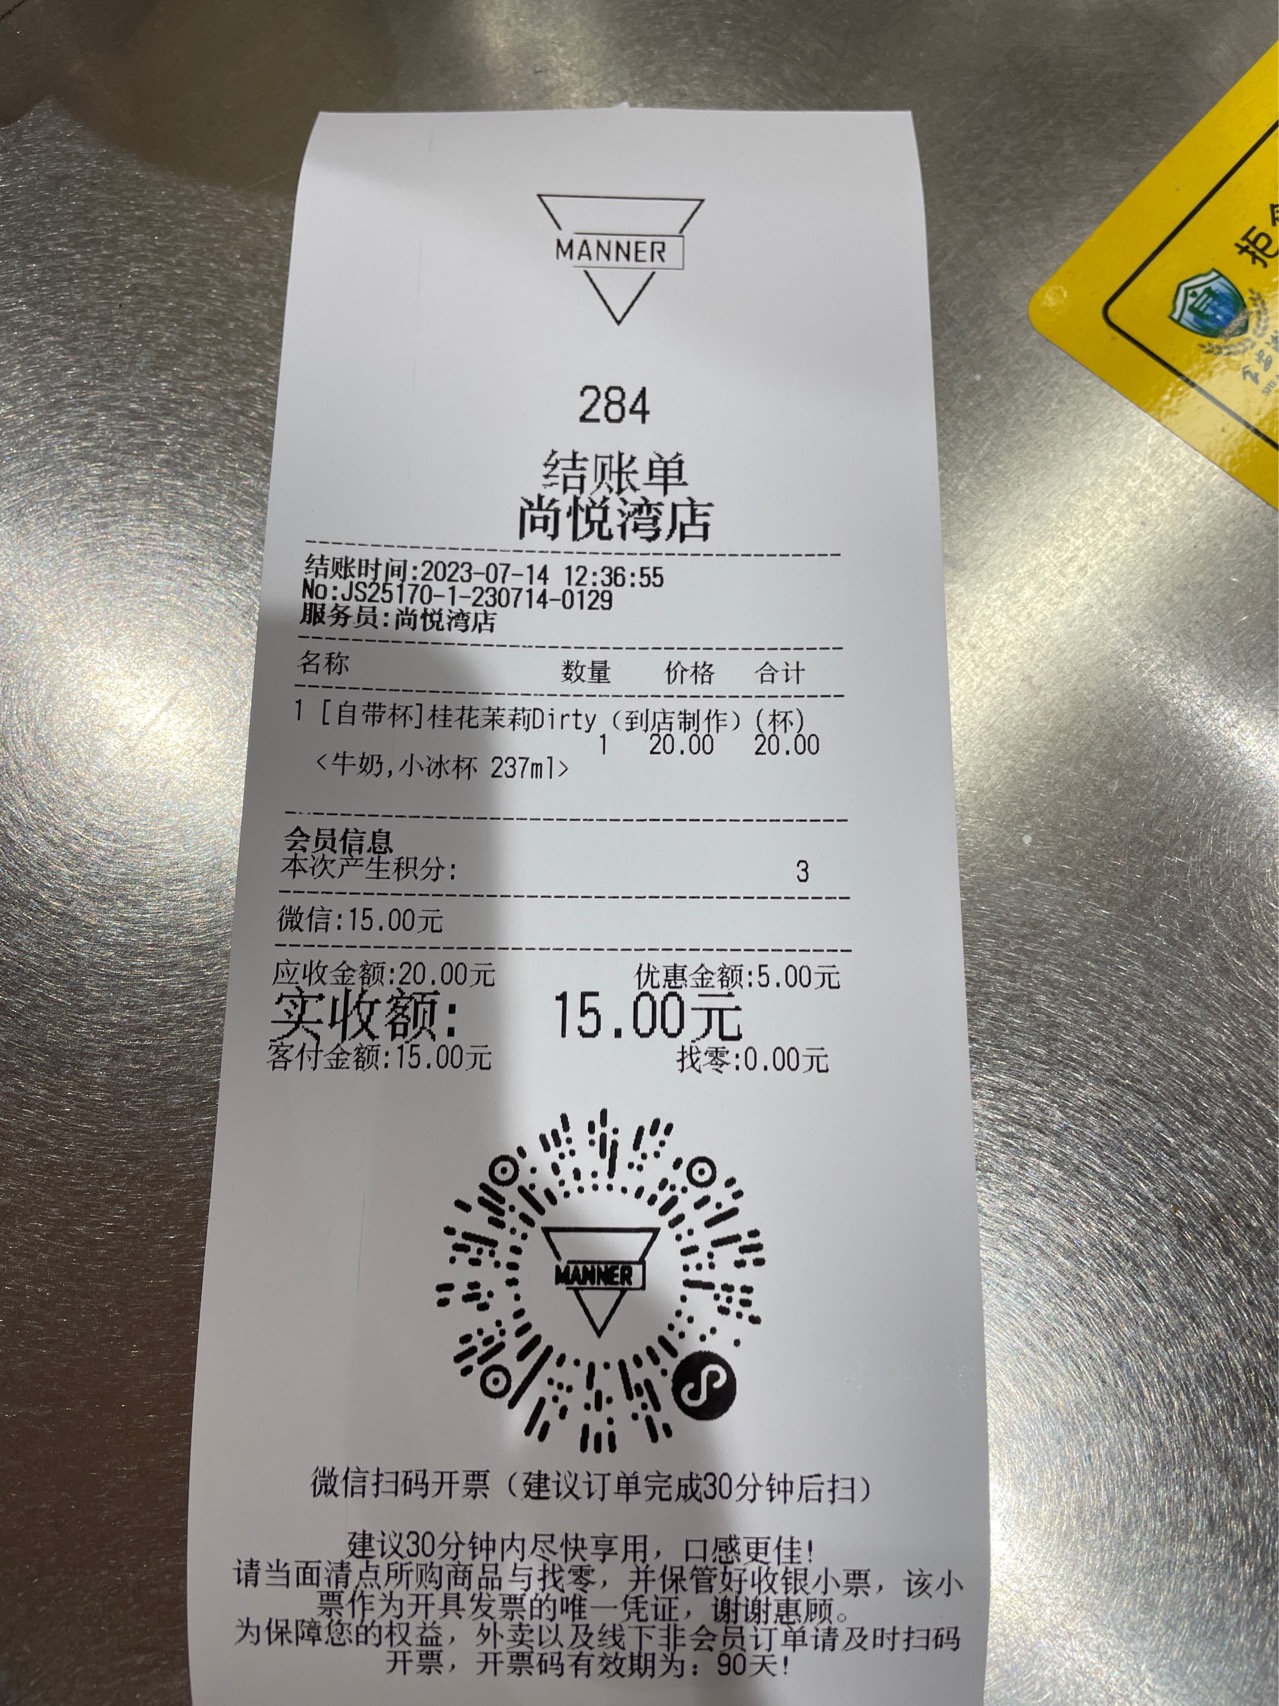 MANNER
284
结账单
尚悦湾店
结账时间:2023-07-14 12:36:55
No:JS25170-1-230714-0129
服务员:尚悦湾店
名称 数量 价格 合计
1 [自带杯]桂花茉莉Dirty（到店制作）(杯)
1 20.00 20.00
<牛奶,小冰杯 237ml>
会员信息
本次产生积分: 3
微信:15.00元
应收金额:20.00元 优惠金额:5.00元
实收额: 15.00元
客付金额:15.00元 找零:0.00元
MANNER
微信扫码开票（建议订单完成30分钟后扫）
建议30分钟内尽快享用，口感更佳!
请当面清点所购商品与找零，并保管好收银小票，该小
票作为开具发票的唯一凭证，谢谢惠顾。
为保障您的权益，外卖以及线下非会员订单请及时扫码
开票，开票码有效期为：90天!
拒